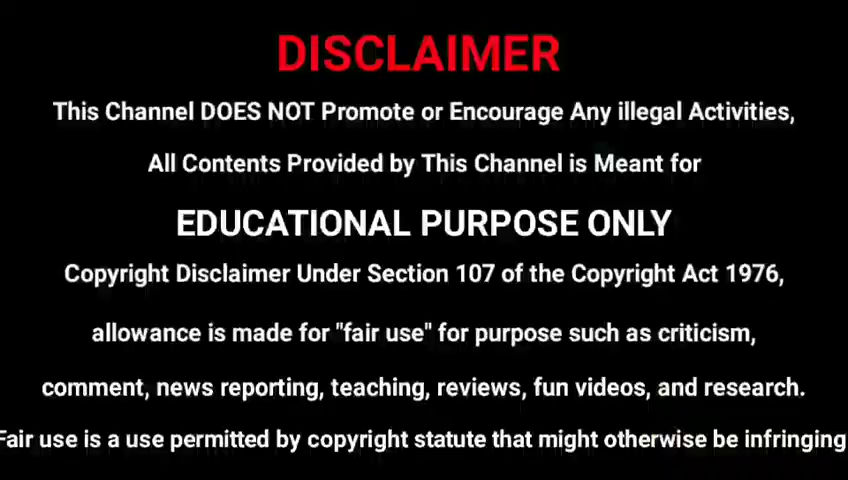 DISCLAIMER
This Channel DOES NOT Promote or Encourage Any illegal Activities,
All Contents Provided by This Channel is Meant for
EDUCATIONAL PURPOSE ONLY
Copyright Disclaimer Under Section 107 of the Copyright Act 1976,
allowance is made for "fair use" for purpose such as criticism,
comment, news reporting, teaching, reviews, fun videos, and research.
Fair use is a use permitted by copyright statute that might otherwise be infringing